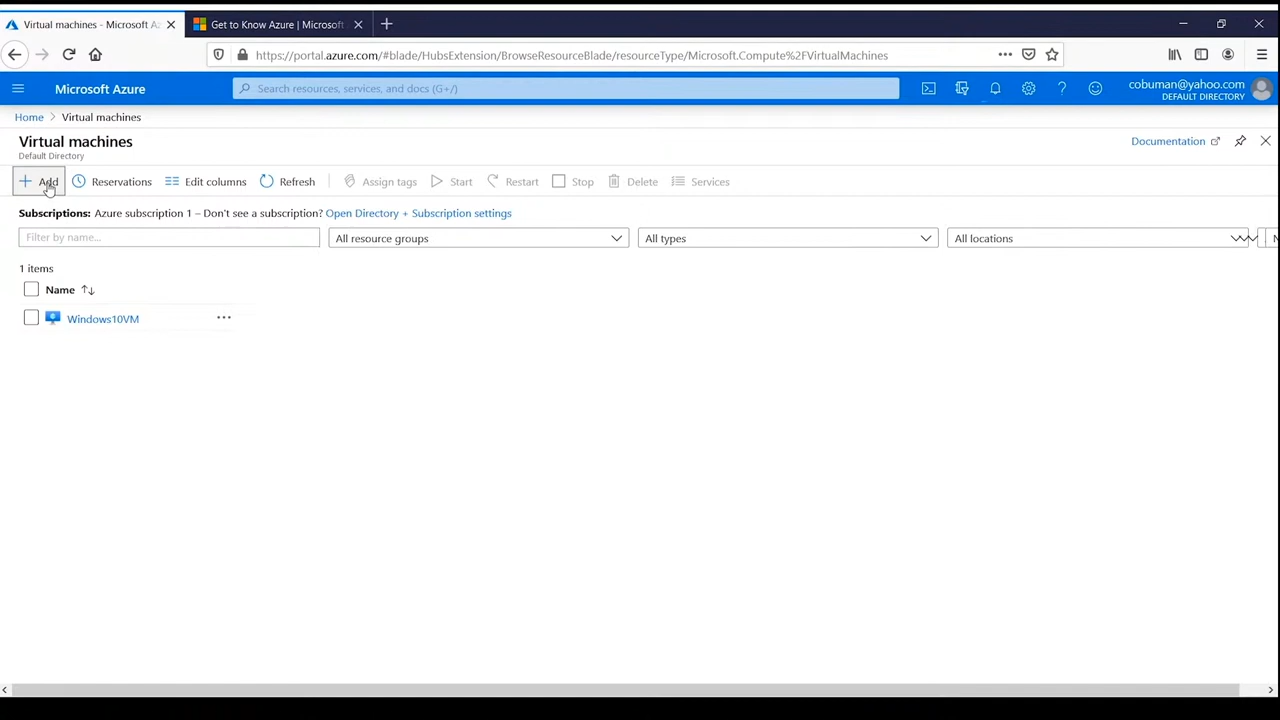 Virtual machines - Microsoft Az
Get to Know Azure | Microsoft
https://portal.azure.com/#blade/HubsExtension/BrowseResourceBlade/resourceType/Microsoft.Compute%2FVirtualMachines
Microsoft Azure
Search resources, services, and docs (G+/)
cobuman@yahoo.com
DEFAULT DIRECTORY
Home > Virtual machines
Virtual machines
Default Directory
Documentation
Add Reservations Edit columns Refresh Assign tags Start Restart Stop Delete Services
Subscriptions: Azure subscription 1 – Don't see a subscription? Open Directory + Subscription settings
Filter by name... All resource groups All types All locations N
1 items
Name
Windows10VM